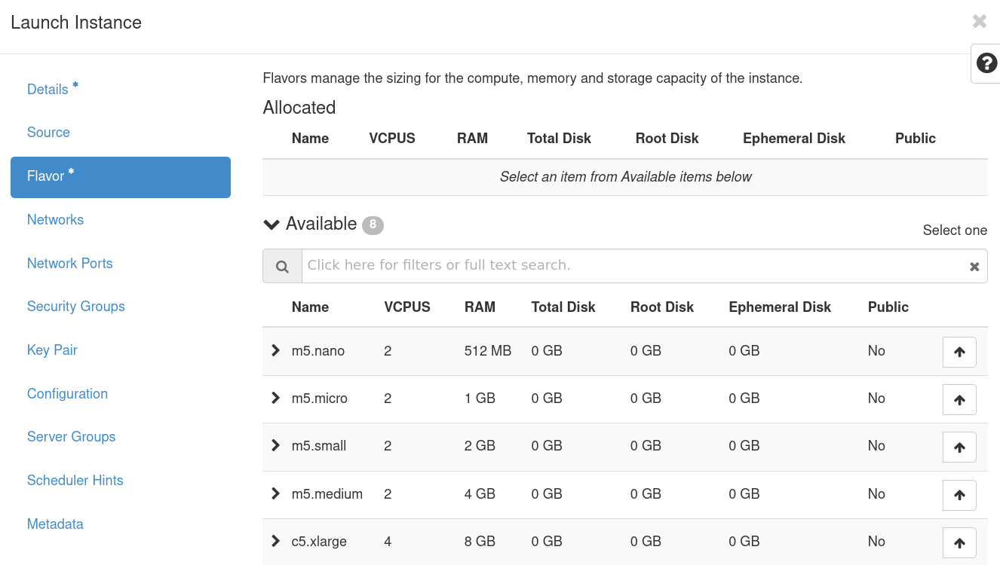 Launch Instance
Details *
Source
Flavor *
Networks
Network Ports
Security Groups
Key Pair
Configuration
Server Groups
Scheduler Hints
Metadata
Flavors manage the sizing for the compute, memory and storage capacity of the instance.
Allocated
Name VCPUS RAM Total Disk Root Disk Ephemeral Disk Public
Select an item from Available items below
Available 8
Select one
Click here for filters or full text search.
Name VCPUS RAM Total Disk Root Disk Ephemeral Disk Public
m5.nano 2 512 MB 0 GB 0 GB 0 GB No
m5.micro 2 1 GB 0 GB 0 GB 0 GB No
m5.small 2 2 GB 0 GB 0 GB 0 GB No
m5.medium 2 4 GB 0 GB 0 GB 0 GB No
c5.xlarge 4 8 GB 0 GB 0 GB 0 GB No